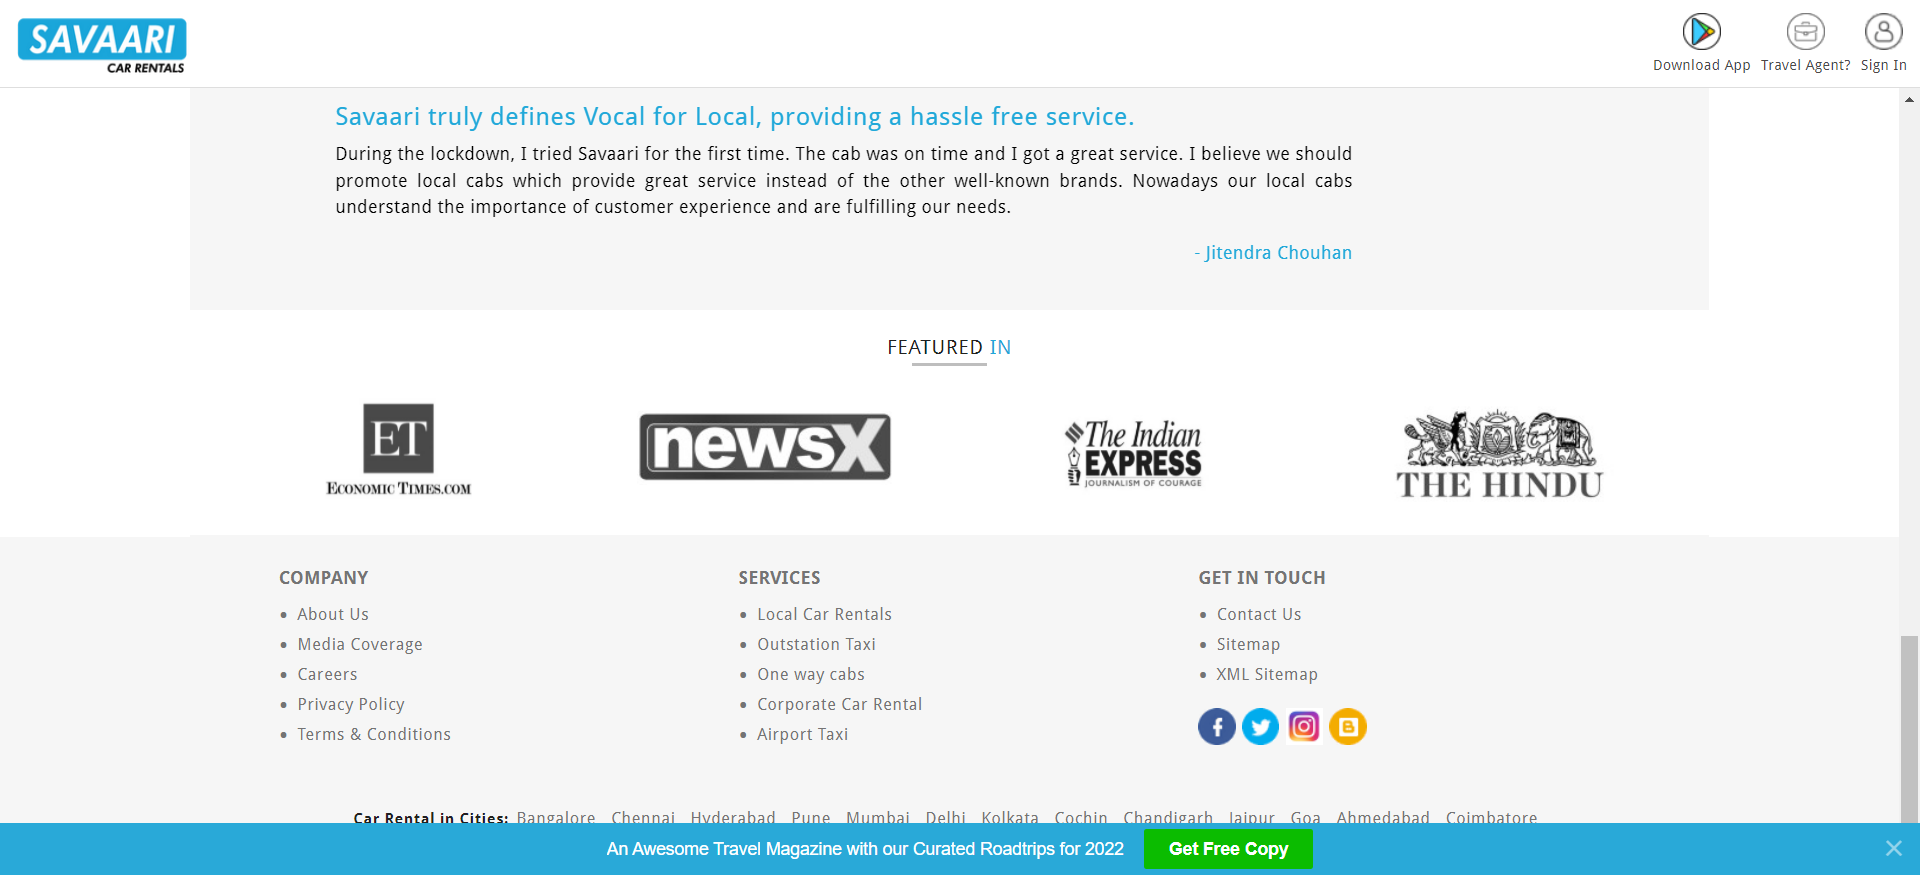 SAVAARI
CAR RENTALS
Download App
Travel Agent?
Sign In
Savaari truly defines Vocal for Local, providing a hassle free service.
During the lockdown, I tried Savaari for the first time. The cab was on time and I got a great service. I believe we should
promote local cabs which provide great service instead of the other well-known brands. Nowadays our local cabs
understand the importance of customer experience and are fulfilling our needs.
- Jitendra Chouhan
FEATURED IN
ET
ECONOMIC TIMES.COM
newsX
The Indian
EXPRESS
JOURNALISM OF COURAGE
THE HINDU
COMPANY
About Us
Media Coverage
Careers
Privacy Policy
Terms & Conditions
SERVICES
Local Car Rentals
Outstation Taxi
One way cabs
Corporate Car Rental
Airport Taxi
GET IN TOUCH
Contact Us
Sitemap
XML Sitemap
Car Rental in Cities: Bangalore Chennai Hyderabad Pune Mumbai Delhi Kolkata Cochin Chandigarh Jaipur Goa Ahmedabad Coimbatore
An Awesome Travel Magazine with our Curated Roadtrips for 2022
Get Free Copy